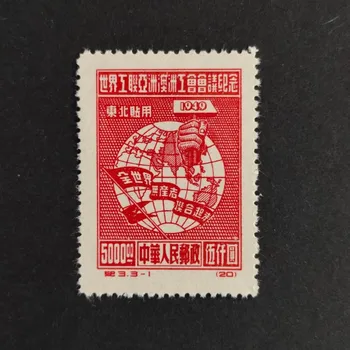 世界工聯亞洲澳洲工會會議紀念
東北貼用
1949
全世界
無產者
聯合起來
5000圓
中華人民郵政
伍仟圓
紀3.3-1
(20)